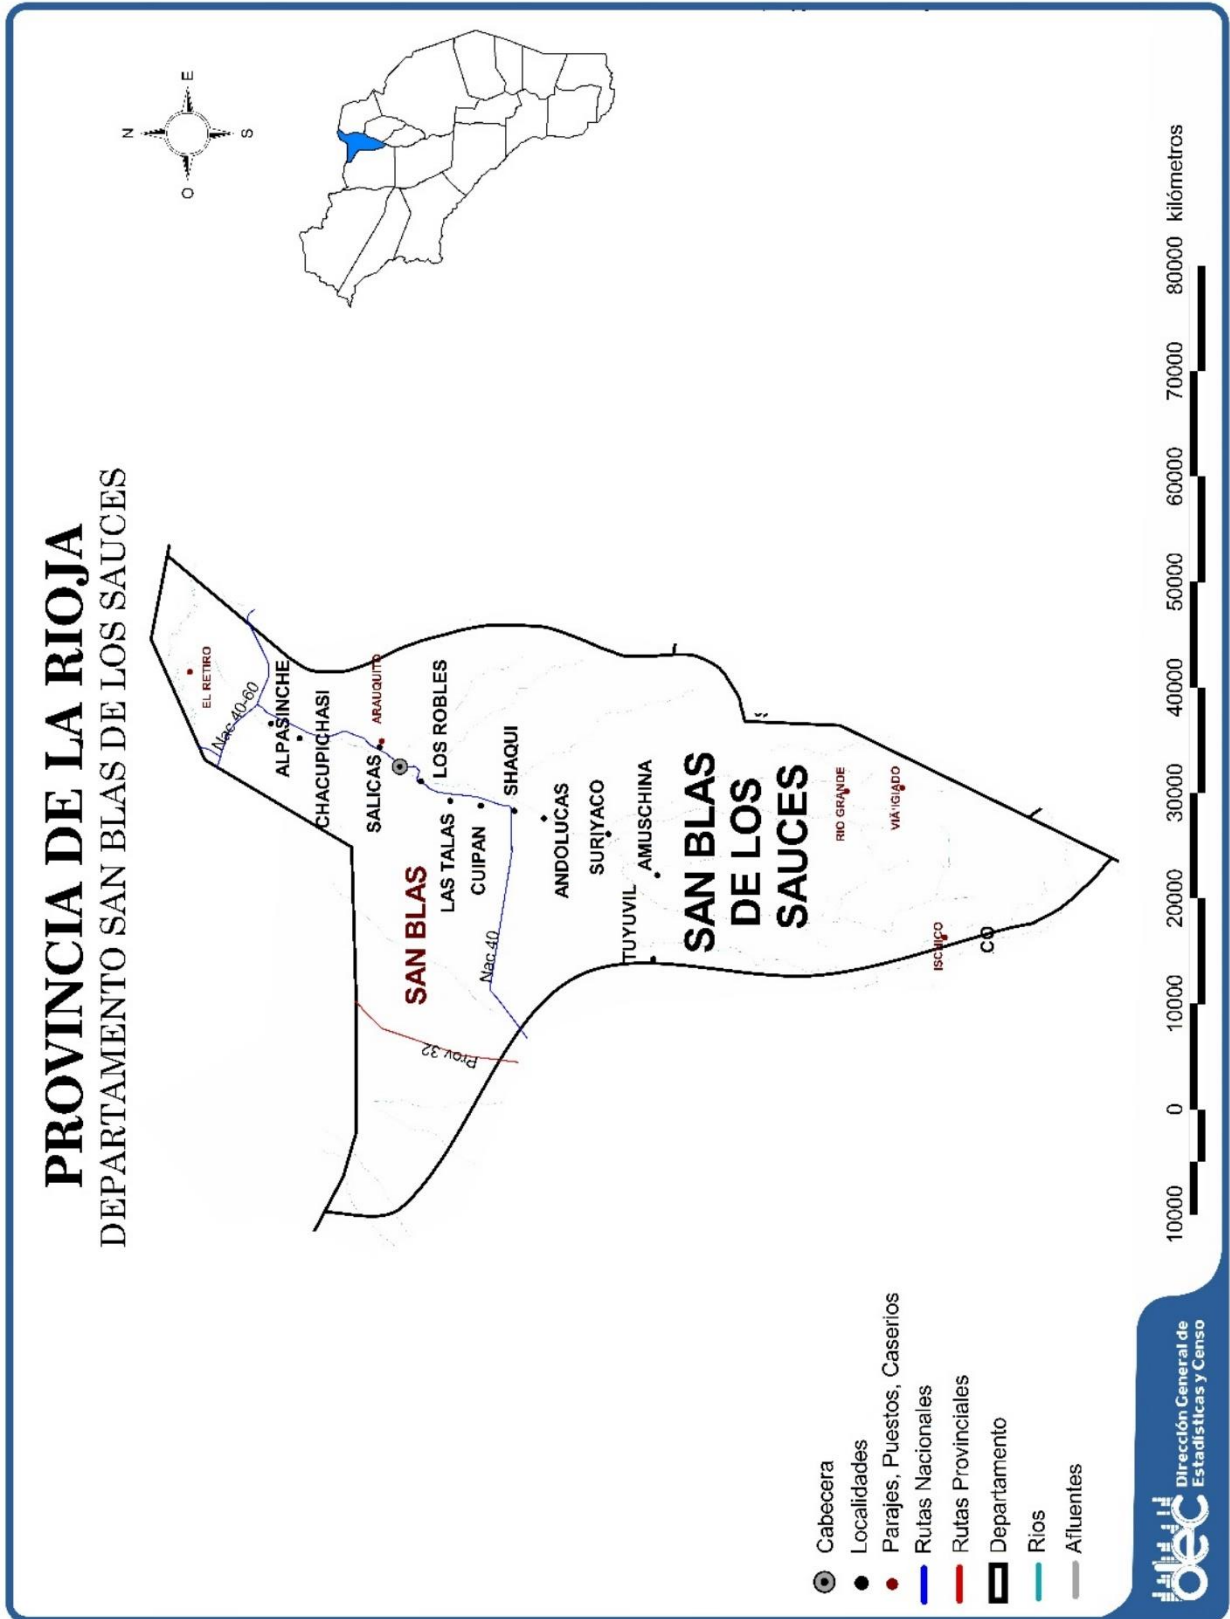 PROVINCIA DE LA RIOJA
DEPARTAMENTO SAN BLAS DE LOS SAUCES
N
O
E
S
EL RETIRO
Nac 40-60
ALPASINCHE
CHACUPICHASI
SALICAS
ARAUQUITO
SAN BLAS
LOS ROBLES
LAS TALAS
CUIPAN
SHAQUI
Nac 40
Prov 32
ANDOLUCAS
SURIYACO
TUYUVIL
AMUSCHINA
SAN BLAS
DE LOS
SAUCES
RIO GRANDE
ISCHICO
CO
Cabecera
Localidades
Parajes, Puestos, Caserios
Rutas Nacionales
Rutas Provinciales
Departamento
Rios
Afluentes
10000 0 10000 20000 30000 40000 50000 60000 70000 80000 kilómetros
Dirección General de
Estadísticas y Censo